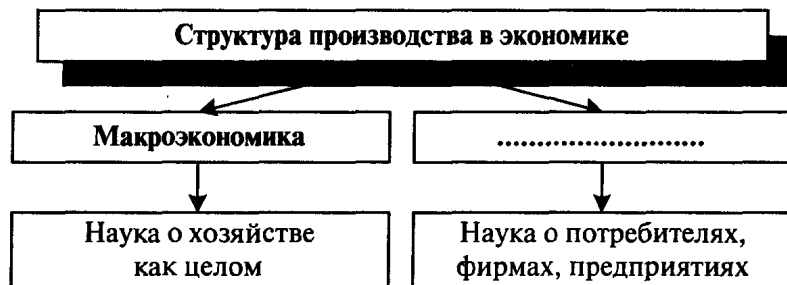 Структура производства в экономике
Макроэкономика
..........................
Наука о хозяйстве
как целом
Наука о потребителях,
фирмах, предприятиях